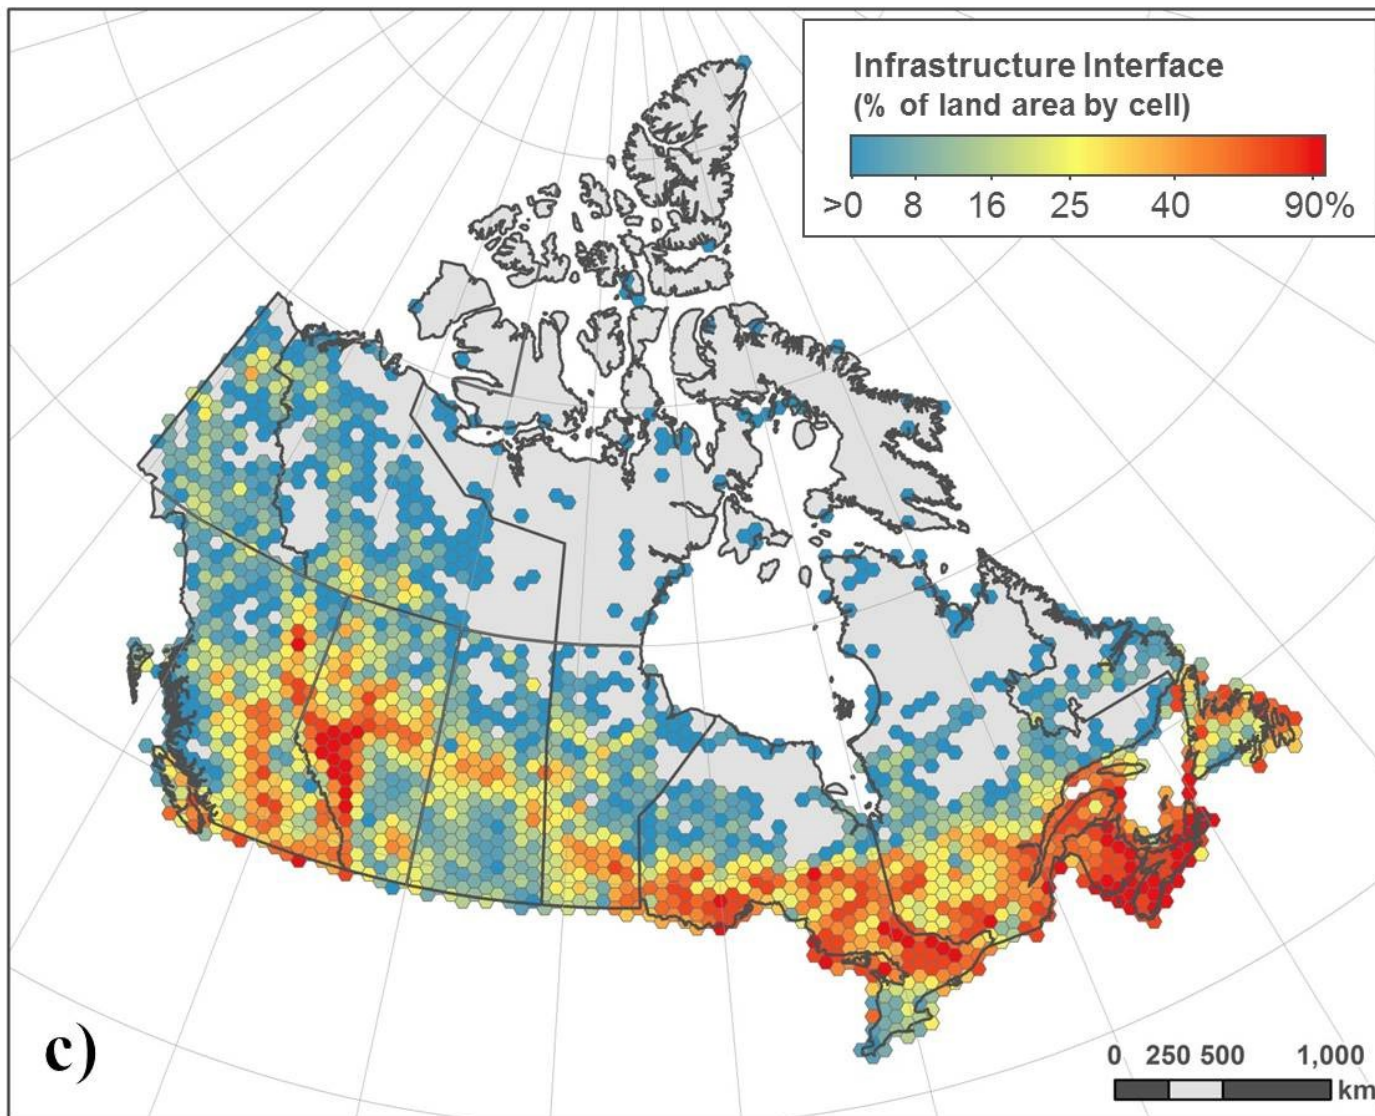 Infrastructure Interface
(% of land area by cell)
>0 8 16 25 40 90%
c)
0 250 500 1,000
km